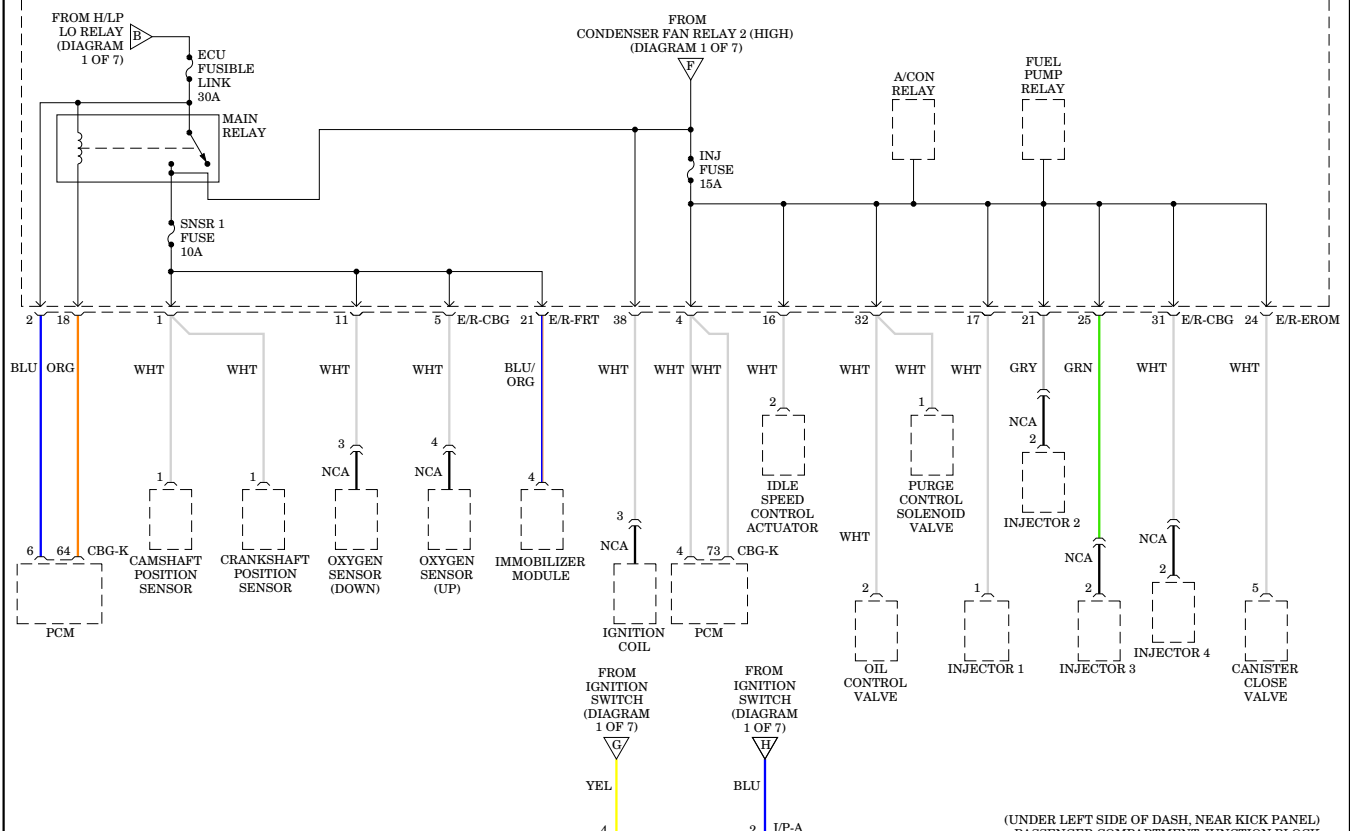 FROM H/LP
LO RELAY
(DIAGRAM
1 OF 7)
B
ECU
FUSIBLE
LINK
30A
MAIN
RELAY
SNSR 1
FUSE
10A
FROM
CONDENSER FAN RELAY 2 (HIGH)
(DIAGRAM 1 OF 7)
F
INJ
FUSE
15A
A/CON
RELAY
FUEL
PUMP
RELAY
2 18 1 11 5 E/R-CBG 21 E/R-FRT 38 4 16 32 17 21 25 31 E/R-CBG 24 E/R-EROM
BLU ORG WHT WHT WHT WHT BLU/
ORG
WHT WHT WHT WHT WHT WHT WHT GRY GRN WHT WHT
2
1
NCA
2
3
NCA
4
NCA
1
1
4
IDLE
SPEED
CONTROL
ACTUATOR
PURGE
CONTROL
SOLENOID
VALVE
INJECTOR 2
3
NCA
WHT
NCA
NCA
6 64 CBG-K
PCM
CAMSHAFT
POSITION
SENSOR
CRANKSHAFT
POSITION
SENSOR
OXYGEN
SENSOR
(DOWN)
OXYGEN
SENSOR
(UP)
IMMOBILIZER
MODULE
IGNITION
COIL
4 73 CBG-K
PCM
2
OIL
CONTROL
VALVE
1
INJECTOR 1
2
INJECTOR 3
2
INJECTOR 4
5
CANISTER
CLOSE
VALVE
FROM
IGNITION
SWITCH
(DIAGRAM
1 OF 7)
G
YEL
4
FROM
IGNITION
SWITCH
(DIAGRAM
1 OF 7)
H
BLU
2 I/P-A
(UNDER LEFT SIDE OF DASH, NEAR KICK PANEL)
PASSENGER COMPARTMENT JUNCTION BLOCK